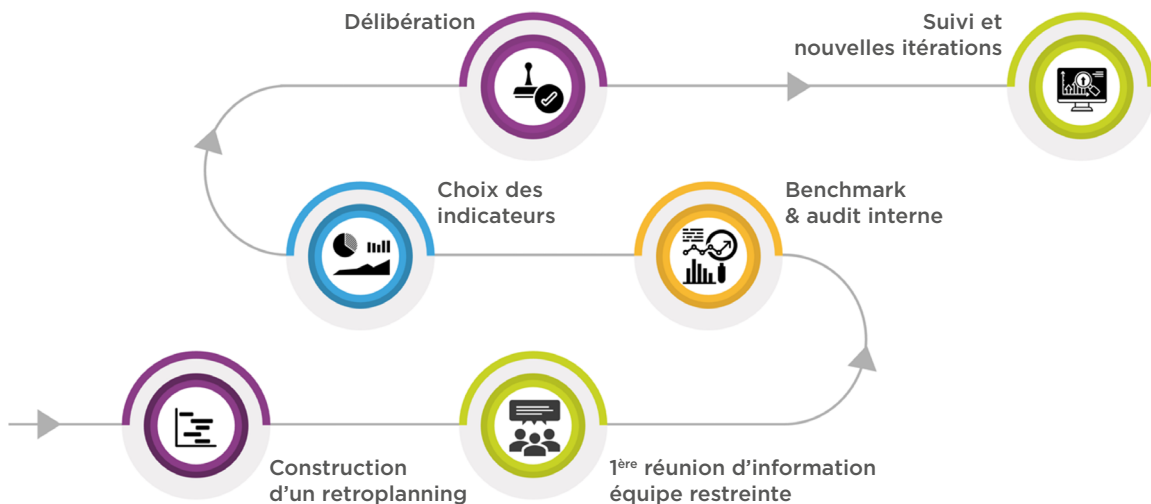 Délibération
Suivi et
nouvelles itérations
Choix des
indicateurs
Benchmark
& audit interne
Construction
d'un retroplanning
1ère réunion d'information
équipe restreinte